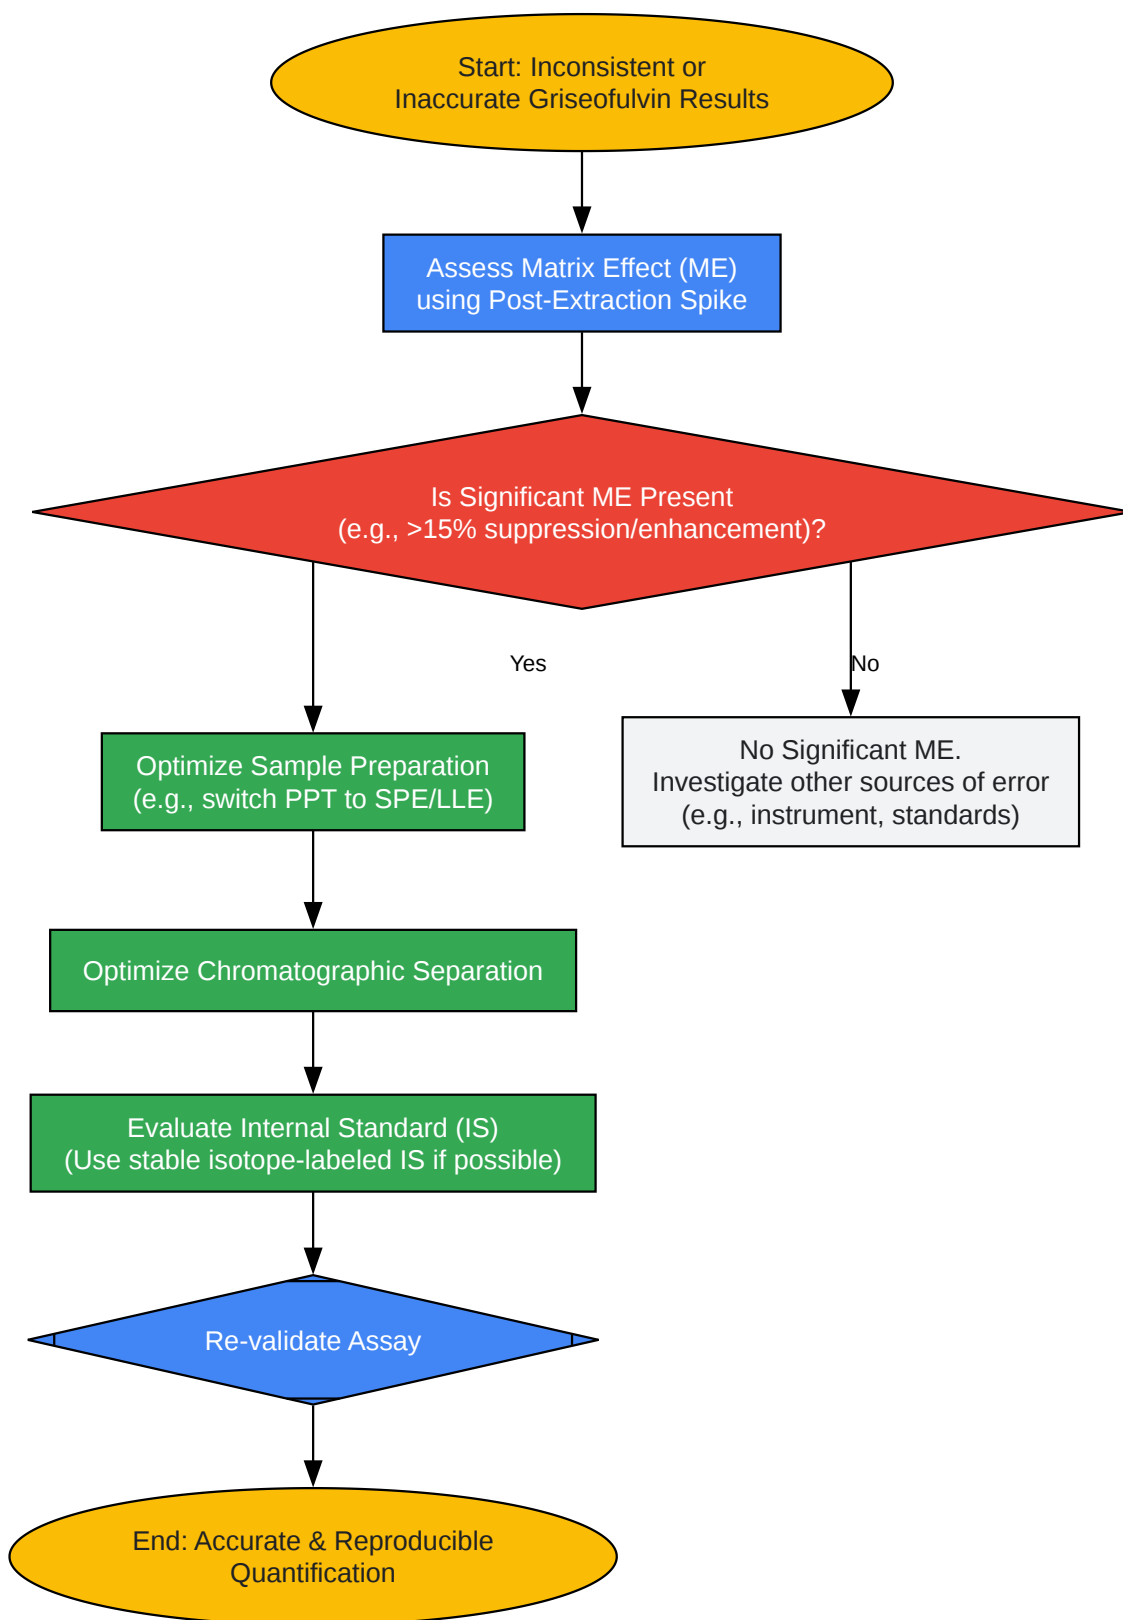 Start: Inconsistent or
Inaccurate Griseofulvin Results
Assess Matrix Effect (ME)
using Post-Extraction Spike
Is Significant ME Present
(e.g., >15% suppression/enhancement)?
Yes
No
Optimize Sample Preparation
(e.g., switch PPT to SPE/LLE)
No Significant ME.
Investigate other sources of error
(e.g., instrument, standards)
Optimize Chromatographic Separation
Evaluate Internal Standard (IS)
(Use stable isotope-labeled IS if possible)
Re-validate Assay
End: Accurate & Reproducible
Quantification